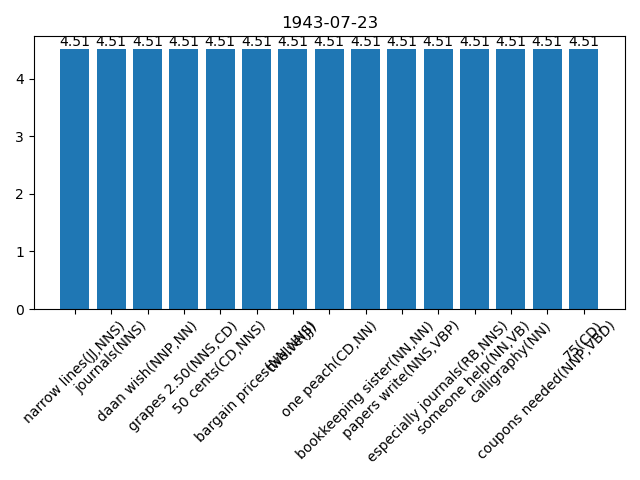 1943-07-23
4.51 4.51 4.51 4.51 4.51 4.51 4.51 4.51 4.51 4.51 4.51 4.51 4.51 4.51 4.51
4
3
2
1
0
narrow lines(JJ,NNS)
journals(NNS)
daan wish(NNP,NN)
grapes 2.50(NNS,CD)
50 cents(CD,NNS)
bargain prices(NN,NNS)
one peach(CD,NN)
bookkeeping sister(NN,NN)
papers write(NNS,VBP)
especially journals(RB,NNS)
someone help(NN,VB)
calligraphy(NN)
coupons needed(NNP,VBD)
75(CD)